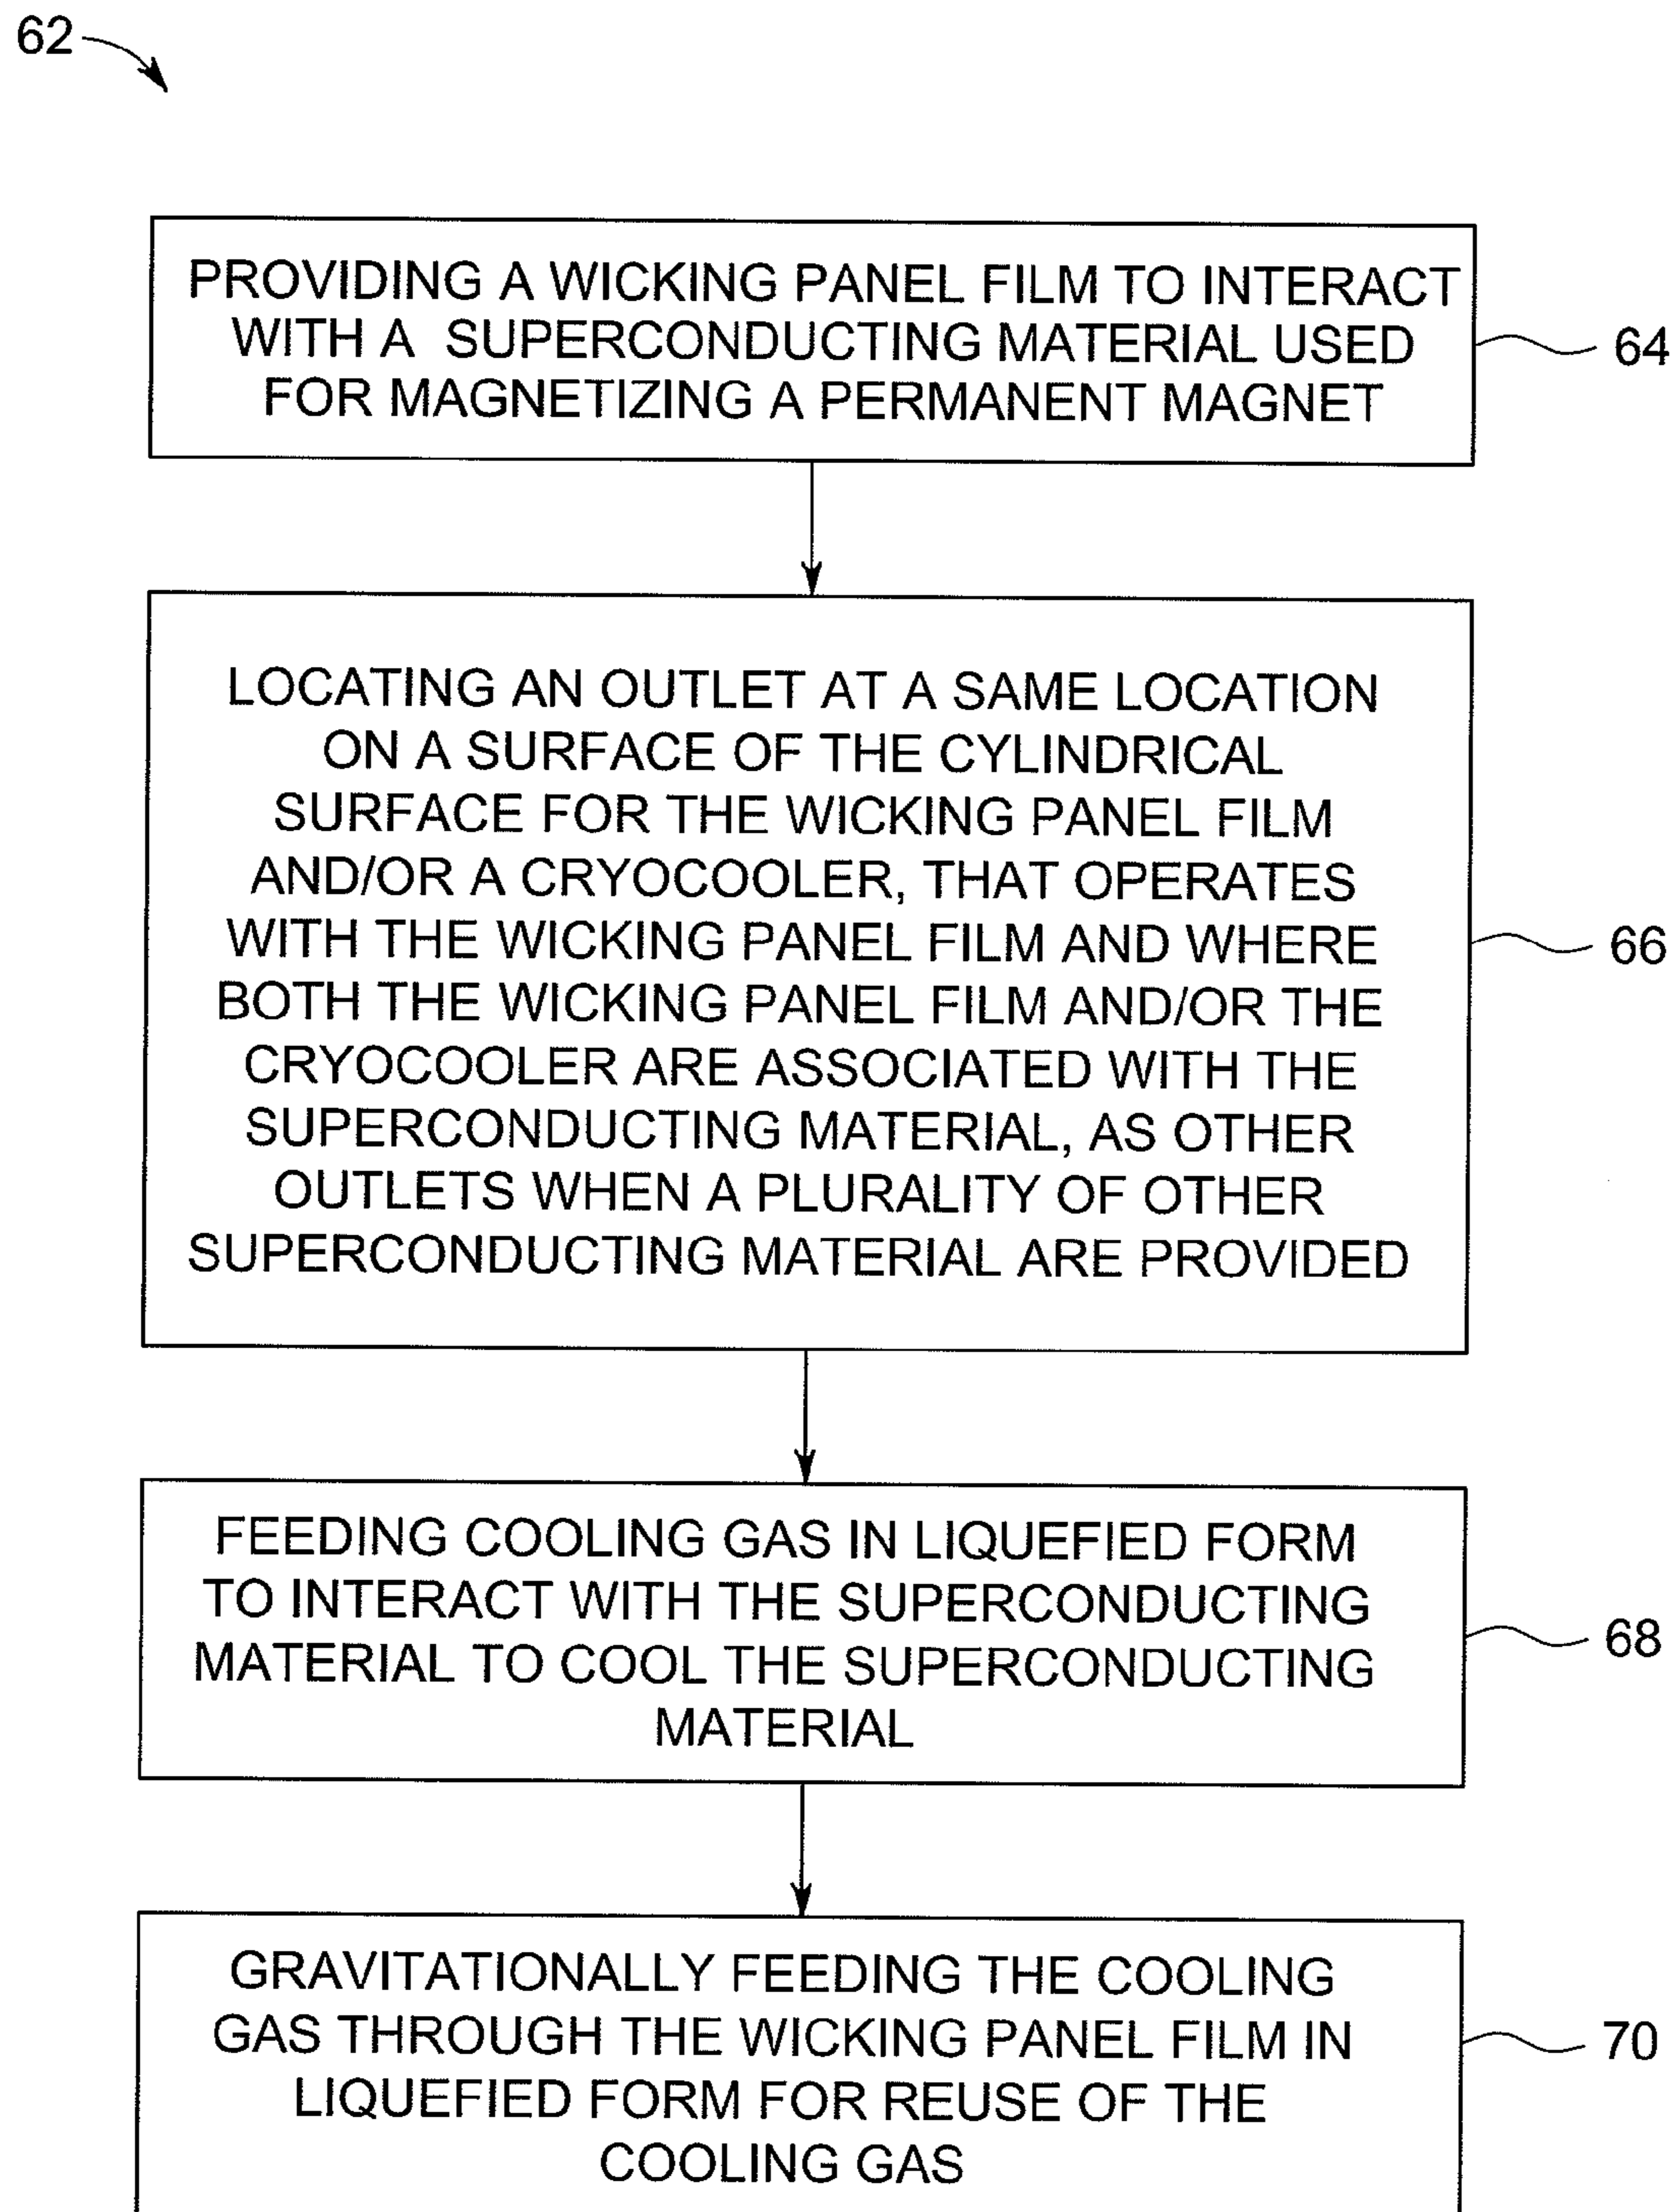 62
PROVIDING A WICKING PANEL FILM TO INTERACT
WITH A SUPERCONDUCTING MATERIAL USED
FOR MAGNETIZING A PERMANENT MAGNET
64
LOCATING AN OUTLET AT A SAME LOCATION
ON A SURFACE OF THE CYLINDRICAL
SURFACE FOR THE WICKING PANEL FILM
AND/OR A CRYOCOOLER, THAT OPERATES
WITH THE WICKING PANEL FILM AND WHERE
BOTH THE WICKING PANEL FILM AND/OR THE
CRYOCOOLER ARE ASSOCIATED WITH THE
SUPERCONDUCTING MATERIAL, AS OTHER
OUTLETS WHEN A PLURALITY OF OTHER
SUPERCONDUCTING MATERIAL ARE PROVIDED
66
FEEDING COOLING GAS IN LIQUEFIED FORM
TO INTERACT WITH THE SUPERCONDUCTING
MATERIAL TO COOL THE SUPERCONDUCTING
MATERIAL
68
GRAVITATIONALLY FEEDING THE COOLING
GAS THROUGH THE WICKING PANEL FILM IN
LIQUEFIED FORM FOR REUSE OF THE
COOLING GAS
70